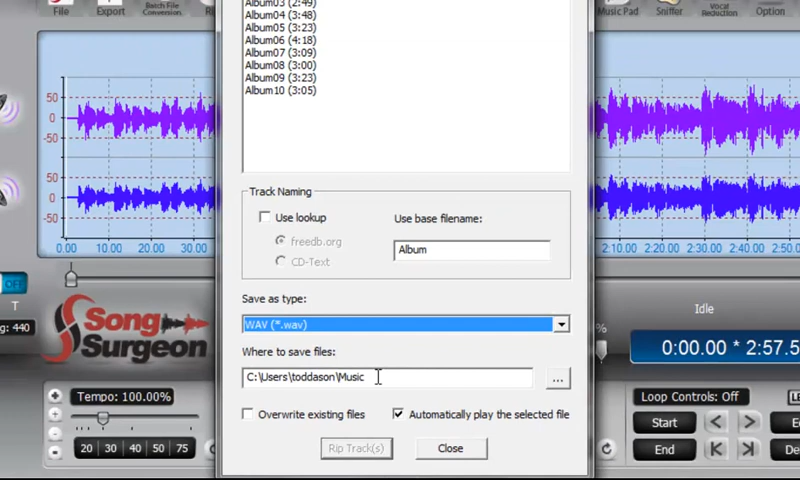 File
Export
Batch File
Conversion
Music Pad
Sniffer
Vocal
Reduction
Option
Album03 (2:49)
Album04 (3:48)
Album05 (3:23)
Album06 (4:18)
Album07 (3:09)
Album08 (3:00)
Album09 (3:23)
Album10 (3:05)
50
0
-50
50
0
-50
0.00 10.00 20.00 30.00
2:10.00 2:20.00 2:30.00 2:40.00 2:50.00
Track Naming
Use lookup
freedb.org
CD-Text
Use base filename:
Album
Save as type:
WAV (*.wav)
Where to save files:
C:\Users\toddason\Music
...
Overwrite existing files
Automatically play the selected file
Rip Track(s)
Close
OFF
T
g: 440
Song
Surgeon
Tempo: 100.00%
20 30 40 50 75
Idle
%
0:00.00 * 2:57.5
Loop Controls: Off
Start
End